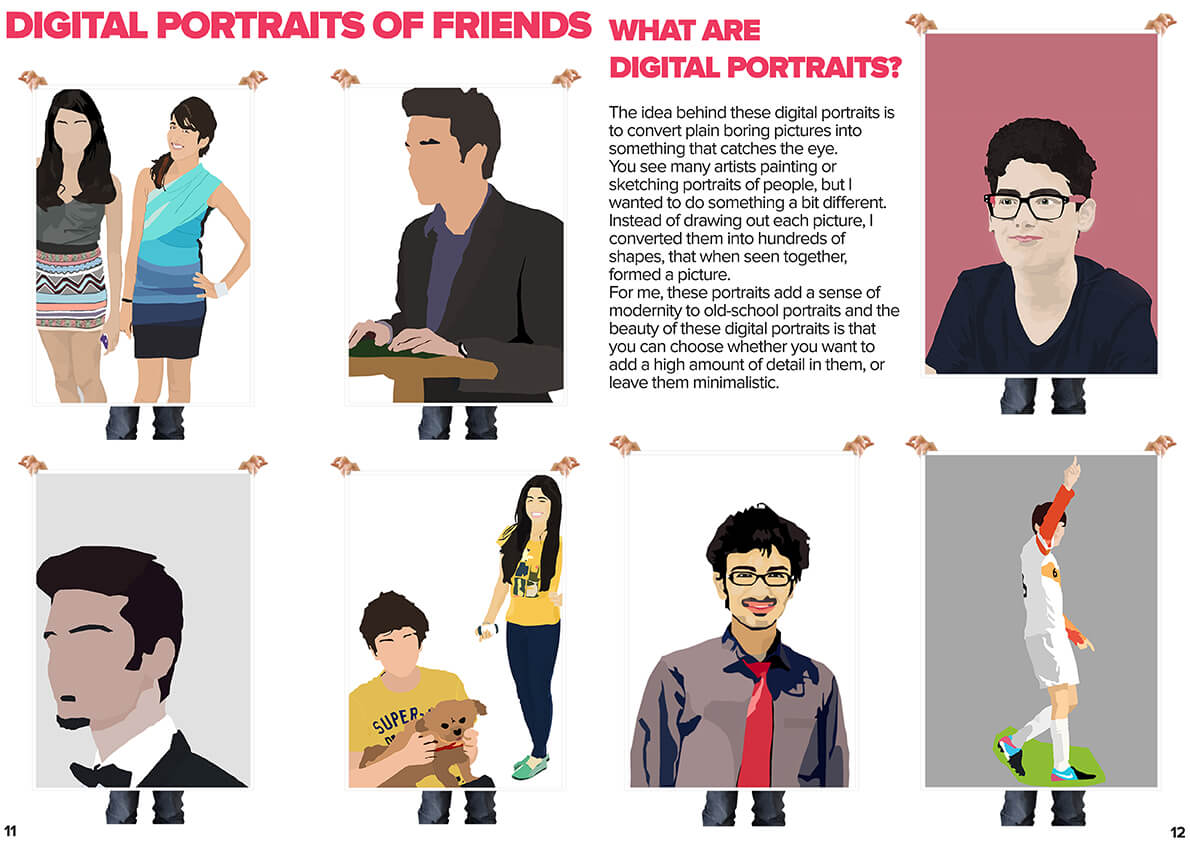 DIGITAL PORTRAITS OF FRIENDS
WHAT ARE
DIGITAL PORTRAITS?
The idea behind these digital portraits is
to convert plain boring pictures into
something that catches the eye.
You see many artists painting or
sketching portraits of people, but I
wanted to do something a bit different.
Instead of drawing out each picture, I
converted them into hundreds of
shapes, that when seen together,
formed a picture.
For me, these portraits add a sense of
modernity to old-school portraits and the
beauty of these digital portraits is that
you can choose whether you want to
add a high amount of detail in them, or
leave them minimalistic.
SUPER
6
11
12